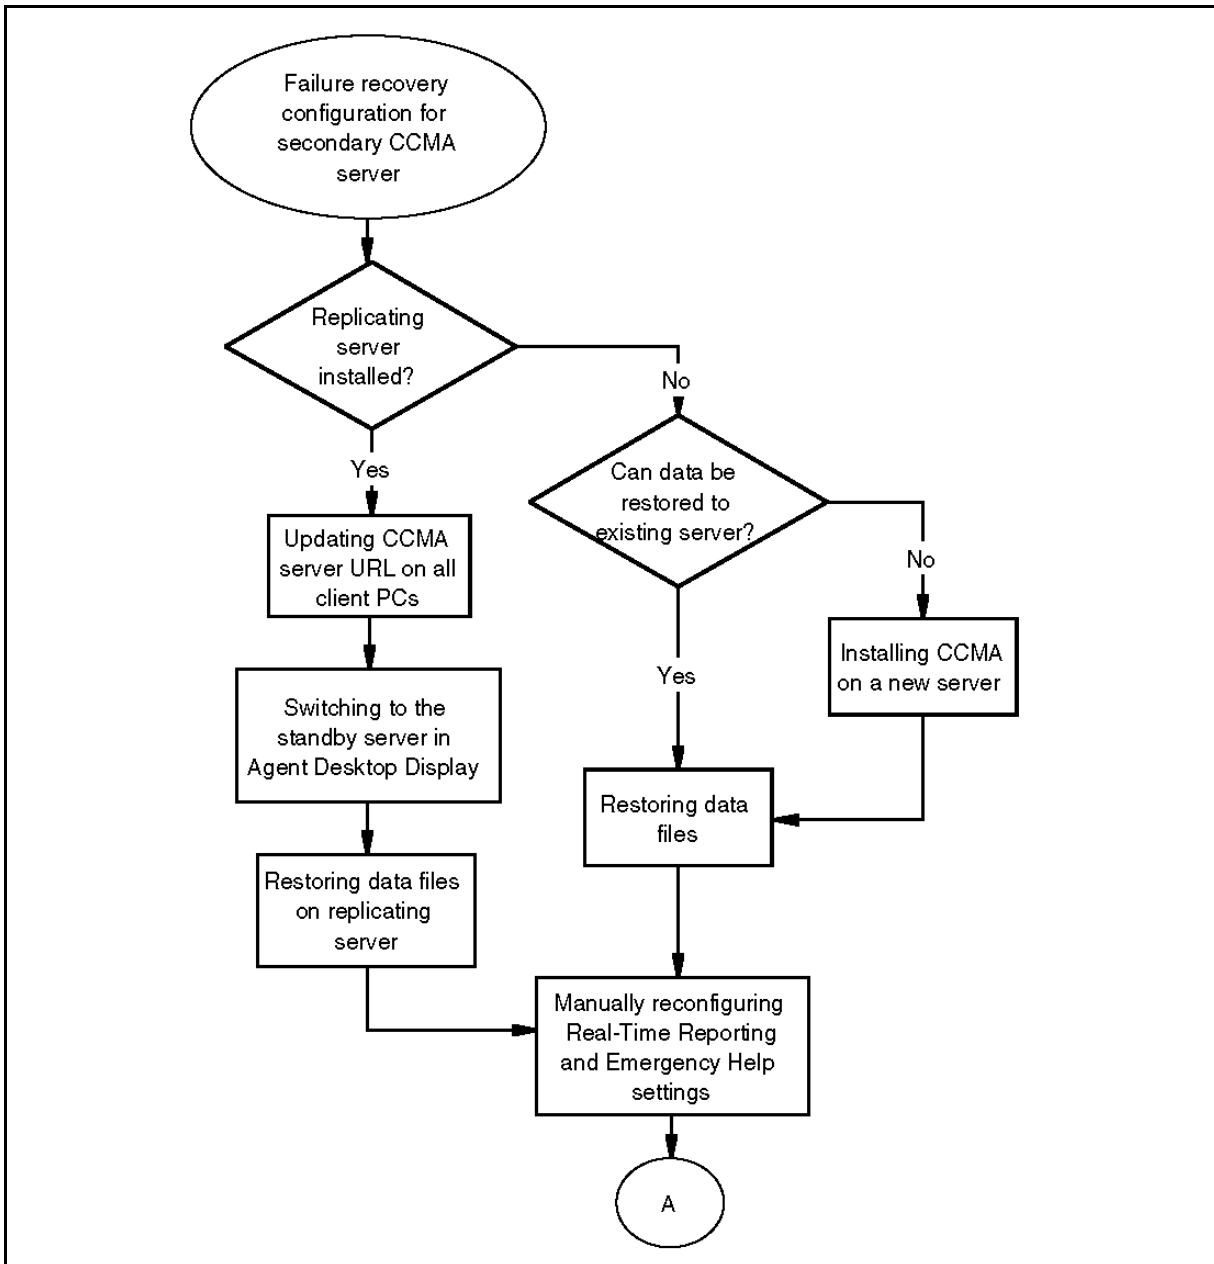 Failure recovery
configuration for
secondary CCMA
server
Replicating
server
installed?
No
Yes
Can data be
restored to
existing server?
No
Yes
Updating CCMA
server URL on all
client PCs
Installing CCMA
on a new server
Switching to the
standby server in
Agent Desktop Display
Restoring data
files
Restoring data files
on replicating
server
Manually reconfiguring
Real-Time Reporting
and Emergency Help
settings
A